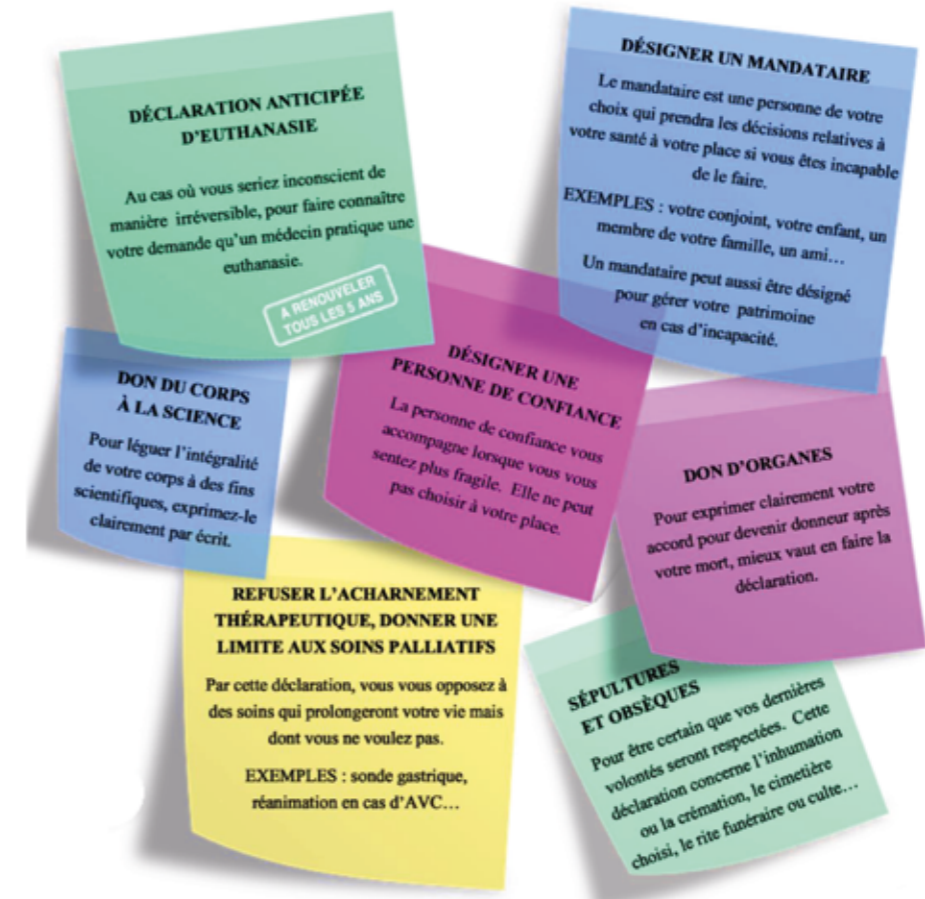 DÉCLARATION ANTICIPÉE
D'EUTHANASIE
Au cas où vous seriez inconscient de
manière irréversible, pour faire connaître
votre demande qu'un médecin pratique une
euthanasie.
A RENOUVELER
TOUS LES 5 ANS
DÉSIGNER UN MANDATAIRE
Le mandataire est une personne de votre
choix qui prendra les décisions relatives à
votre santé à votre place si vous êtes incapable
de le faire.
EXEMPLES : votre conjoint, votre enfant, un
membre de votre famille, un ami…
Un mandataire peut aussi être désigné
pour gérer votre patrimoine
en cas d'incapacité.
DON DU CORPS
À LA SCIENCE
Pour léguer l'intégralité
de votre corps à des fins
scientifiques, exprimez-le
clairement par écrit.
DÉSIGNER UNE
PERSONNE DE CONFIANCE
La personne de confiance vous
accompagne lorsque vous vous
sentez plus fragile. Elle ne peut
pas choisir à votre place.
DON D'ORGANES
Pour exprimer clairement votre
accord pour devenir donneur après
votre mort, mieux vaut en faire la
déclaration.
REFUSER L'ACHARNEMENT
THÉRAPEUTIQUE, DONNER UNE
LIMITE AUX SOINS PALLIATIFS
Par cette déclaration, vous vous opposez à
des soins qui prolongeront votre vie mais
dont vous ne voulez pas.
EXEMPLES : sonde gastrique,
réanimation en cas d'AVC…
SÉPULTURES
ET OBSÈQUES
Pour être certain que vos dernières
volontés seront respectées. Cette
déclaration concerne l'inhumation
ou la crémation, le cimetière
choisi, le rite funéraire ou culte…